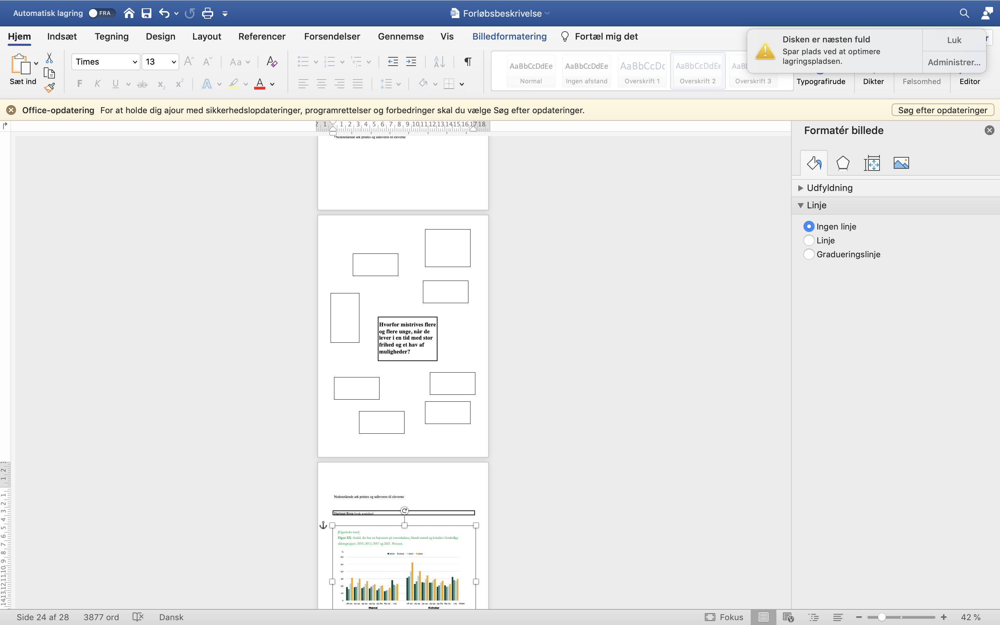 Automatisk lagring FRA
Forløbsbeskrivelse
Hjem Indsæt Tegning Design Layout Referencer Forsendelser Gennemse Vis Billedformatering Fortæl mig det
Disken er næsten fuld
Spar plads ved at optimere
lagringspladsen.
Luk
Administrer...
Sæt ind
Times 13
AaBbCcDdEe AaBbCcDdEe AaBbCcDc AaBbCcDdEe AaBb
Normal Ingen afstand Overskrift 1 Overskrift 2 Overskrift 3
Typografirude Dikter Følsomhed Editor
Office-opdatering For at holde dig ajour med sikkerhedslopdateringer, programrettelser og forbedringer skal du vælge Søg efter opdateringer.
Søg efter opdateringer
2 1 1 2 3 4 5 6 7 8 9 10 11 12 13 14 15 16 17 18
*Nedenstående ark printes og udleveres til eleverne
Hvorfor mistrives flere
og flere unge, når de
lever i en tid med stor
frihed og et hav af
muligheder?
Nedenstående ark printes og udleveres til eleverne
Hartmut Rosa (tysk sociolog)
[Figurboks start]
Figur XX. Andel, der har en høj score på stressskalaen, blandt mænd og kvinder i forskellige
aldersgrupper. 2010, 2013, 2017 og 2021. Procent.
%
2010 2013 2017 2021
60
50
40
30
20
10
0
16-24 25-34 35-44 45-54 55-64 65-74 ≥75 16-24 25-34 35-44 45-54 55-64 65-74 ≥75 Alder
Mænd Kvinder
Formatér billede
Udfyldning
Linje
Ingen linje
Linje
Gradueringslinje
Side 24 af 28 3877 ord Dansk
Fokus 42 %